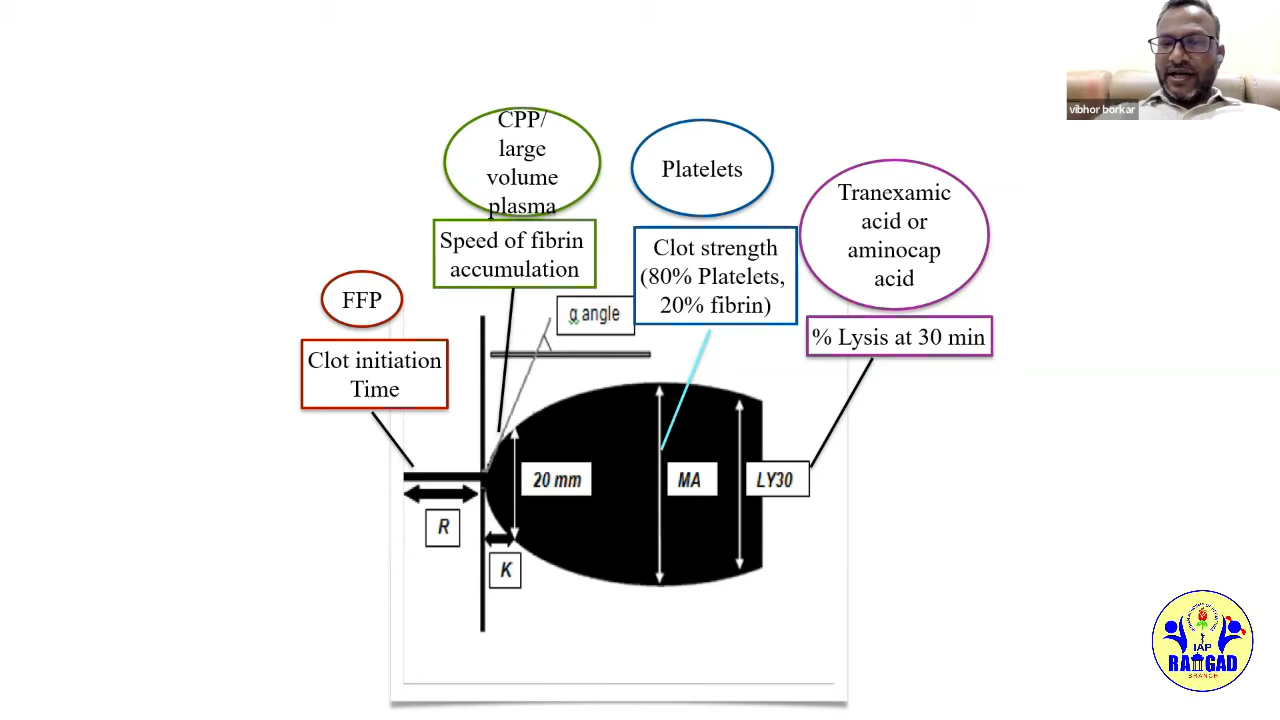 vibhor borkar
CPP/
large
volume
plasma
Platelets
Tranexamic
acid or
aminocap
acid
Speed of fibrin
accumulation
Clot strength
(80% Platelets,
20% fibrin)
FFP
α angle
% Lysis at 30 min
Clot initiation
Time
20 mm
MA
LY30
R
K
IAP
RAIGAD
BRANCH